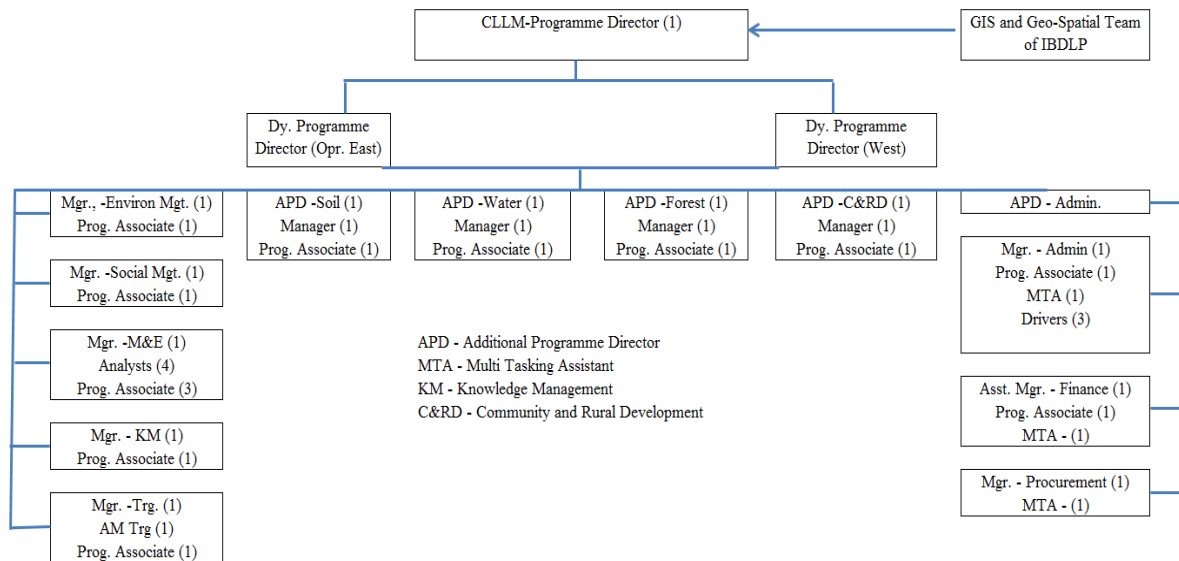 CLLM-Programme Director (1)
GIS and Geo-Spatial Team
of IBDLP
Dy. Programme
Director (Opr. East)
Dy. Programme
Director (West)
Mgr., -Environ Mgt. (1)
Prog. Associate (1)
APD -Soil (1)
Manager (1)
Prog. Associate (1)
APD -Water (1)
Manager (1)
Prog. Associate (1)
APD -Forest (1)
Manager (1)
Prog. Associate (1)
APD -C&RD (1)
Manager (1)
Prog. Associate (1)
APD - Admin.
Mgr. -Social Mgt. (1)
Prog. Associate (1)
Mgr. -M&E (1)
Analysts (4)
Prog. Associate (3)
Mgr. - KM (1)
Prog. Associate (1)
Mgr. -Trg. (1)
AM Trg (1)
Prog. Associate (1)
APD - Additional Programme Director
MTA - Multi Tasking Assistant
KM - Knowledge Management
C&RD - Community and Rural Development
Mgr. - Admin (1)
Prog. Associate (1)
MTA (1)
Drivers (3)
Asst. Mgr. - Finance (1)
Prog. Associate (1)
MTA - (1)
Mgr. - Procurement (1)
MTA - (1)